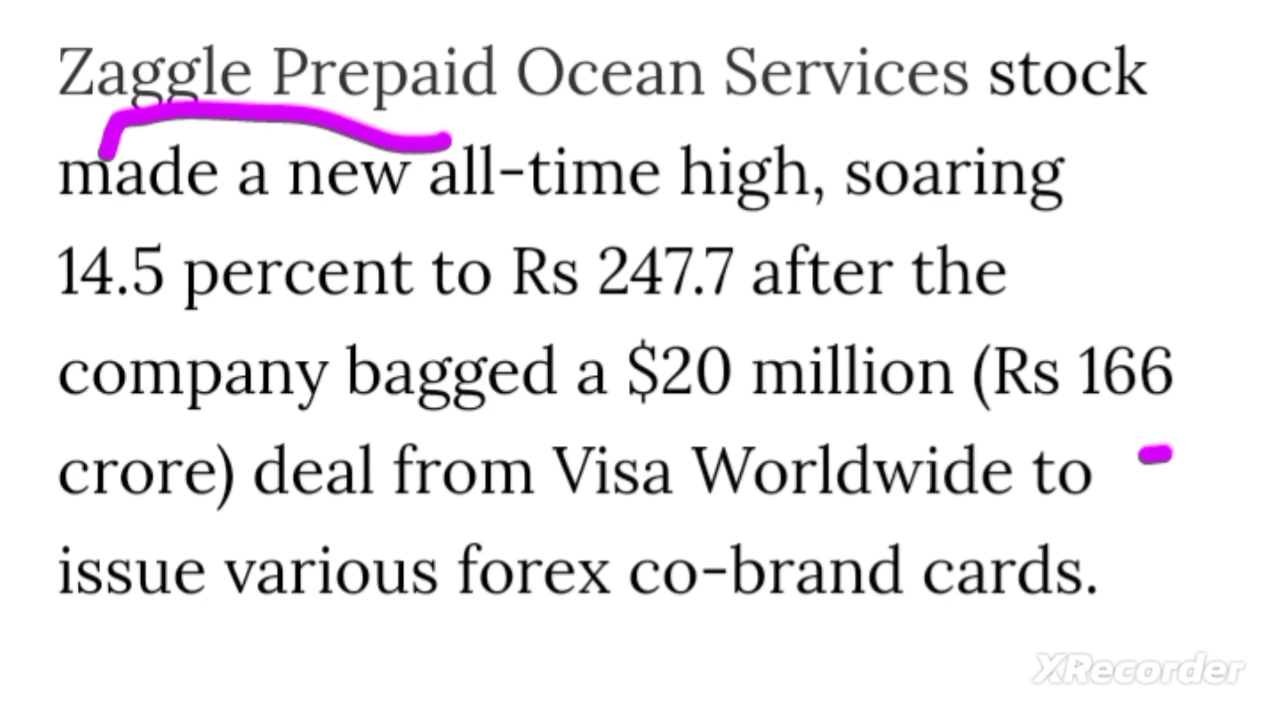 Zaggle Prepaid Ocean Services stock
made a new all-time high, soaring
14.5 percent to Rs 247.7 after the
company bagged a $20 million (Rs 166
crore) deal from Visa Worldwide to
issue various forex co-brand cards.
XRecorder